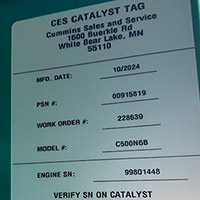 CES CATALYST TAG
Cummins Sales and Service
1600 Buerkle Rd
White Bear Lake, MN
55110
MFD. DATE: 10/2024
PSN #: 00915819
WORK ORDER #: 228639
MODEL #: C500N6B
ENGINE SN: 99801448
VERIFY SN ON CATALYST